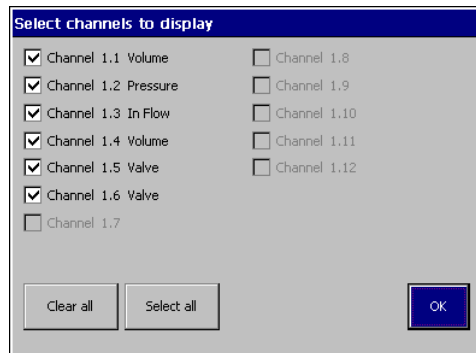 Select channels to display
Channel 1.1 Volume
Channel 1.2 Pressure
Channel 1.3 In Flow
Channel 1.4 Volume
Channel 1.5 Valve
Channel 1.6 Valve
Channel 1.7
Channel 1.8
Channel 1.9
Channel 1.10
Channel 1.11
Channel 1.12
Clear all
Select all
OK